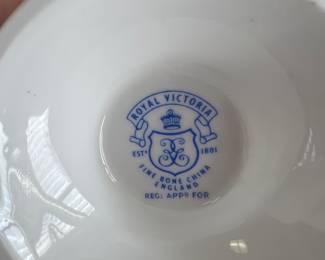 ROYAL VICTORIA
ESTD 1801
FINE BONE CHINA
ENGLAND
REG: APPD FOR